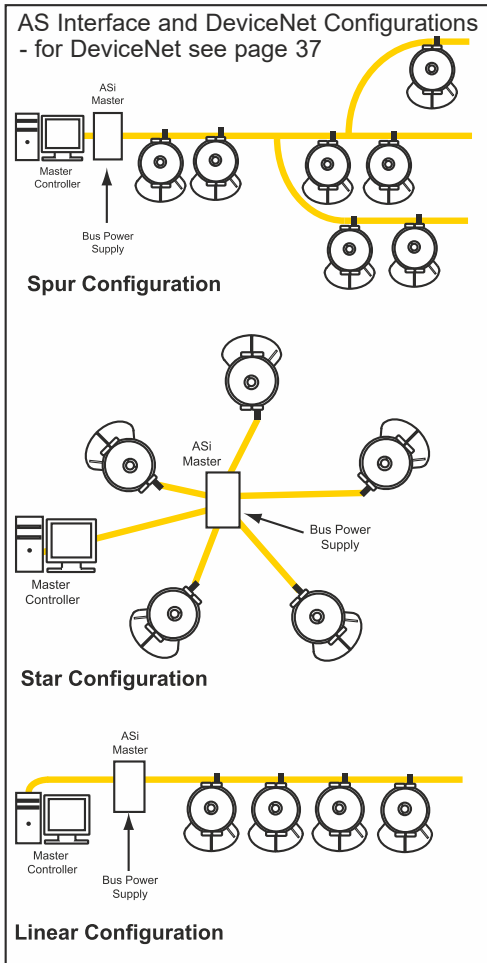 AS Interface and DeviceNet Configurations
- for DeviceNet see page 37
ASi
Master
Master
Controller
Bus Power
Supply
Spur Configuration
ASi
Master
Bus Power
Supply
Master
Controller
Star Configuration
ASi
Master
Master
Controller
Bus Power
Supply
Linear Configuration